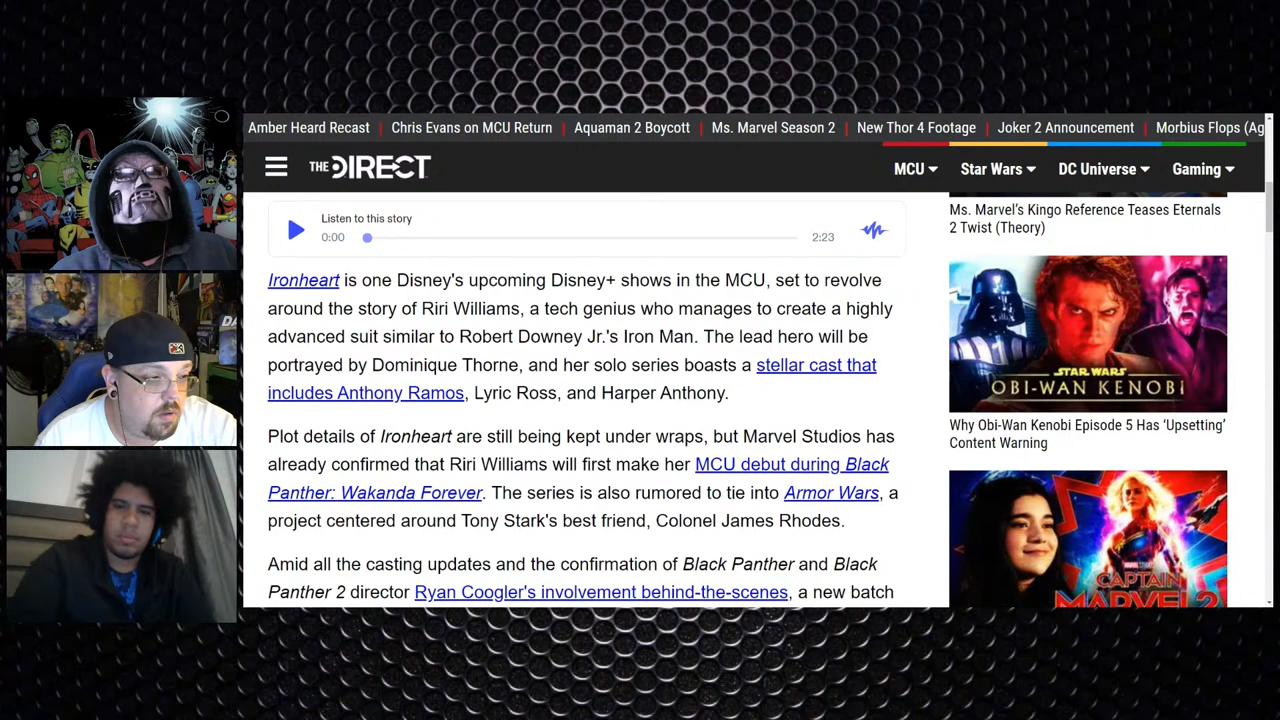 Amber Heard Recast | Chris Evans on MCU Return | Aquaman 2 Boycott | Ms. Marvel Season 2 | New Thor 4 Footage | Joker 2 Announcement | Morbius Flops (Ag
THE DIRECT
MCU Star Wars DC Universe Gaming
Listen to this story
0:00 2:23
Ironheart is one Disney's upcoming Disney+ shows in the MCU, set to revolve
around the story of Riri Williams, a tech genius who manages to create a highly
advanced suit similar to Robert Downey Jr.'s Iron Man. The lead hero will be
portrayed by Dominique Thorne, and her solo series boasts a stellar cast that
includes Anthony Ramos, Lyric Ross, and Harper Anthony.
Plot details of Ironheart are still being kept under wraps, but Marvel Studios has
already confirmed that Riri Williams will first make her MCU debut during Black
Panther: Wakanda Forever. The series is also rumored to tie into Armor Wars, a
project centered around Tony Stark's best friend, Colonel James Rhodes.
Amid all the casting updates and the confirmation of Black Panther and Black
Panther 2 director Ryan Coogler's involvement behind-the-scenes, a new batch
Ms. Marvel's Kingo Reference Teases Eternals
2 Twist (Theory)
STAR WARS
OBI-WAN KENOBI
Why Obi-Wan Kenobi Episode 5 Has 'Upsetting'
Content Warning
CAPTAIN
MARVEL 2